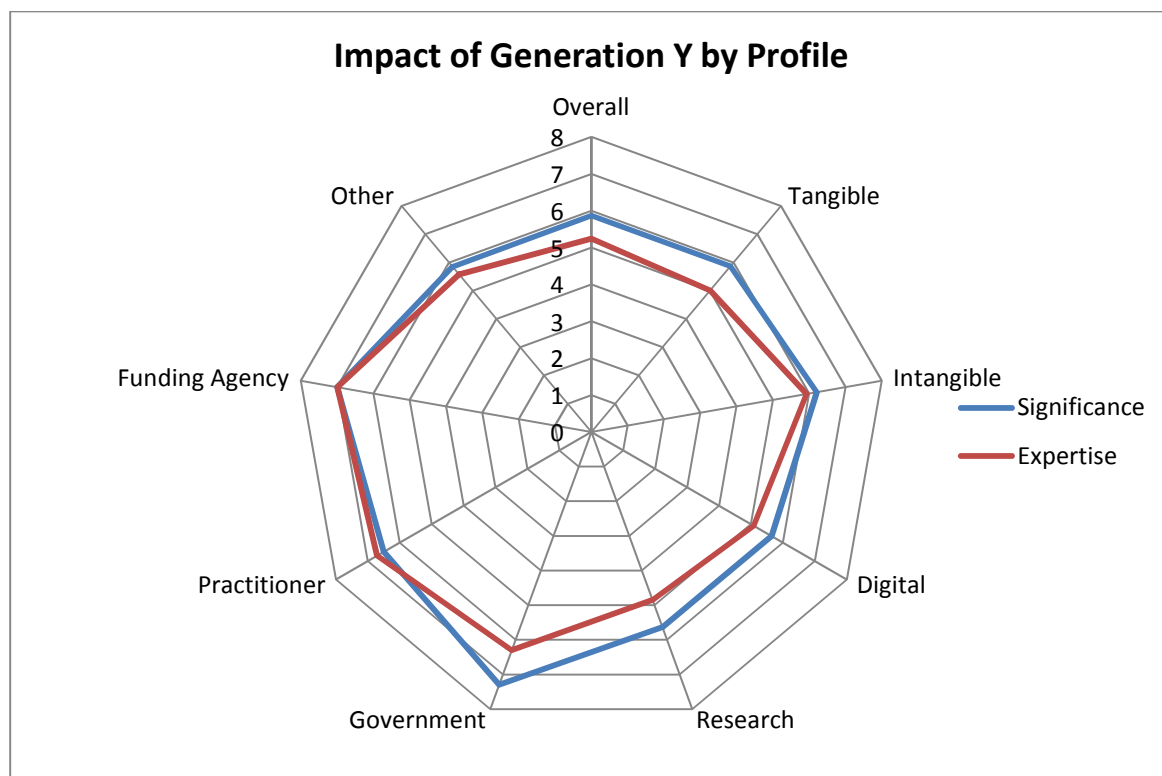 Impact of Generation Y by Profile
Overall
8
7
6
5
4
3
2
1
0
Tangible
Intangible
Digital
Research
Government
Practitioner
Funding Agency
Other
Significance
Expertise